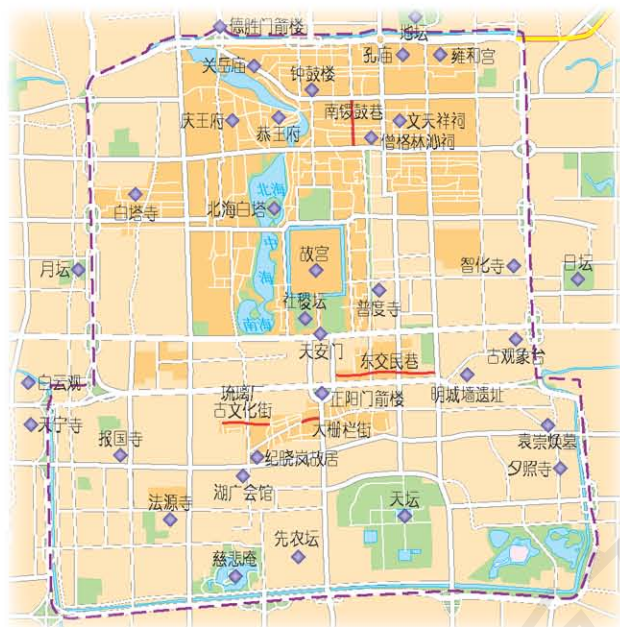 德胜门箭楼
地坛
关岳庙
孔庙
雍和宫
钟鼓楼
南锣鼓巷
庆王府
恭王府
文天祥祠
僧格林沁祠
白塔寺
北海
北海白塔
中海
故宫
月坛
智化寺
日坛
普度寺
社稷坛
南海
天安门
古观象台
东交民巷
白云观
琉璃厂
古文化街
正阳门箭楼
明城墙遗址
天宁寺
报国寺
大栅栏街
袁崇焕墓
纪晓岚故居
夕照寺
湖广会馆
法源寺
天坛
先农坛
慈悲庵